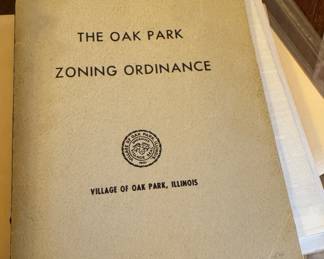 THE OAK PARK
ZONING ORDINANCE
VILLAGE OF OAK PARK, ILLINOIS